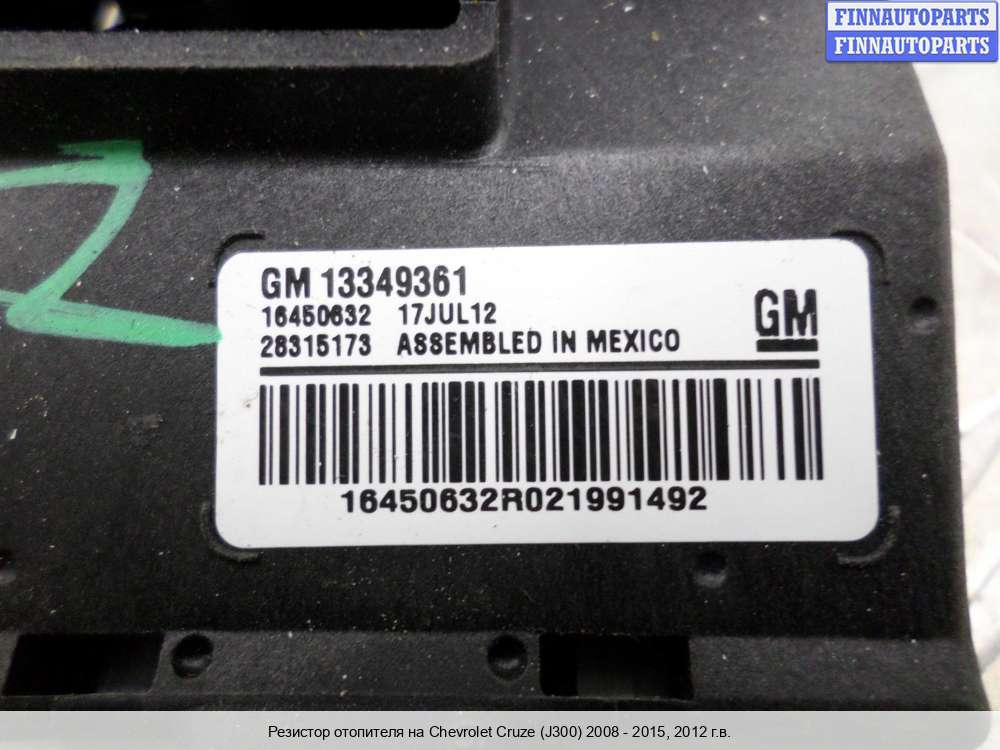 FINNAUTOPARTS
FINNAUTOPARTS
GM 13349361
16450632 17JUL12
28315173 ASSEMBLED IN MEXICO
GM
16450632R021991492
Резистор отопителя на Chevrolet Cruze (J300) 2008 - 2015, 2012 г.в.